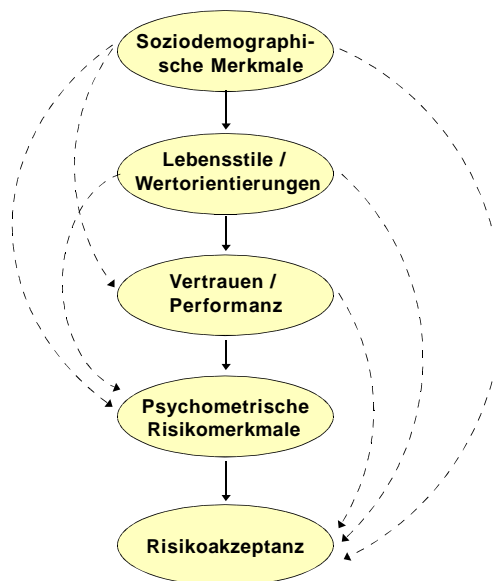 Soziodemographi-
sche Merkmale
Lebensstile /
Wertorientierungen
Vertrauen /
Performanz
Psychometrische
Risikomerkmale
Risikoakzeptanz